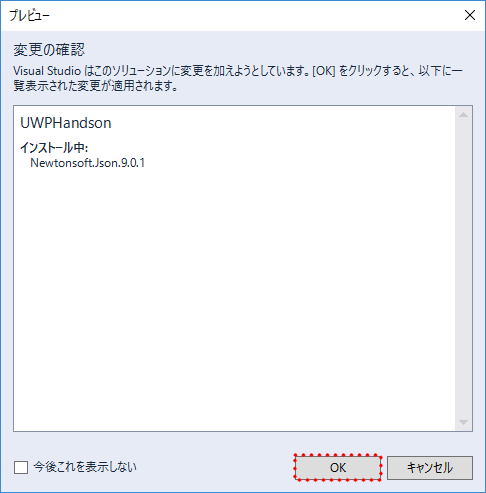 プレビュー
変更の確認
Visual Studio はこのソリューションに変更を加えようとしています。[OK] をクリックすると、以下に一
覧表示された変更が適用されます。
UWPHandson
インストール中:
Newtonsoft.Json.9.0.1
今後これを表示しない
OK
キャンセル